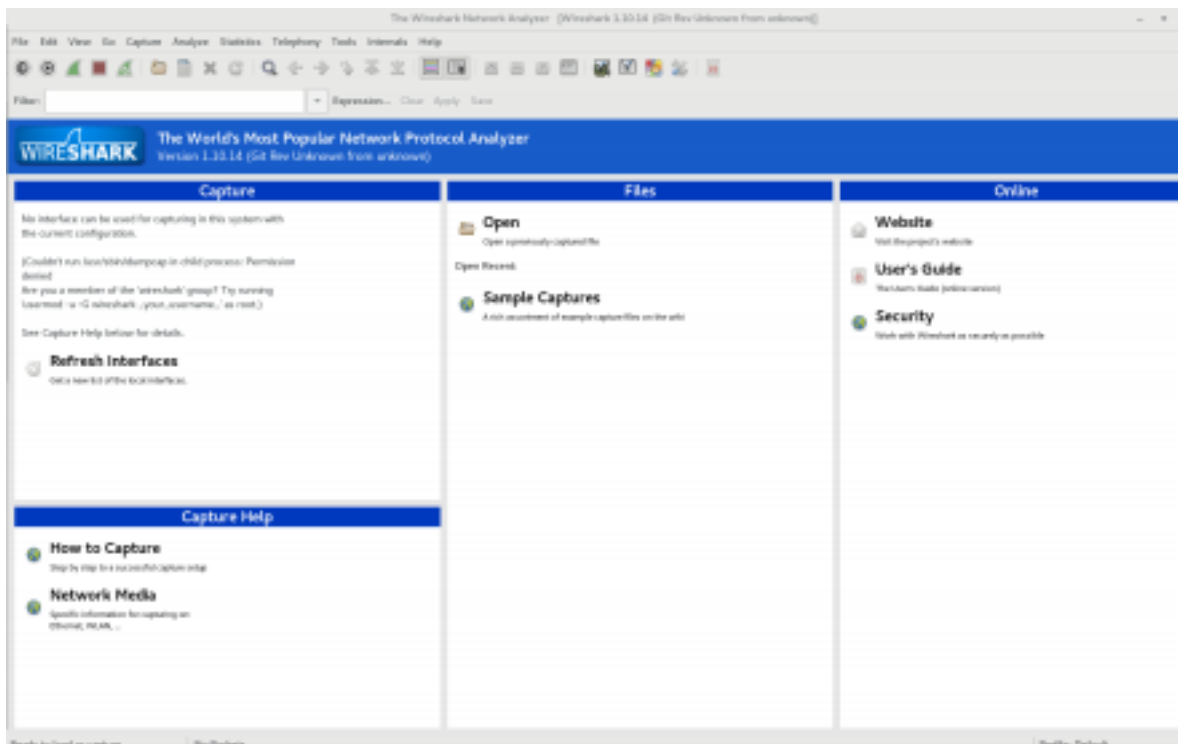 The Wireshark Network Analyzer [Wireshark 1.10.14 (Git Rev Unknown from unknown)]
File Edit View Go Capture Analyze Statistics Telephony Tools Internals Help
Filter: Expression... Clear Apply Save
WIRESHARK
The World's Most Popular Network Protocol Analyzer
Version 1.10.14 (Git Rev Unknown from unknown)
Capture
No interface can be used for capturing in this system with
the current configuration.
(Couldn't run /usr/sbin/dumpcap in child process: Permission
denied
Are you a member of the 'wireshark' group? Try running
'usermod -a -G wireshark _your_username_' as root.)
See Capture Help below for details.
Refresh Interfaces
Get a new list of the local interfaces.
Capture Help
How to Capture
Step by step to a successful capture setup
Network Media
Specific information for capturing on
Ethernet, WLAN, ...
Files
Open
Open a previously captured file
Open Recent:
Sample Captures
A rich assortment of example capture files on the wiki
Online
Website
Visit the project's website
User's Guide
The User's Guide (online version)
Security
Work with Wireshark as securely as possible
Ready to load or capture
Profile: Default